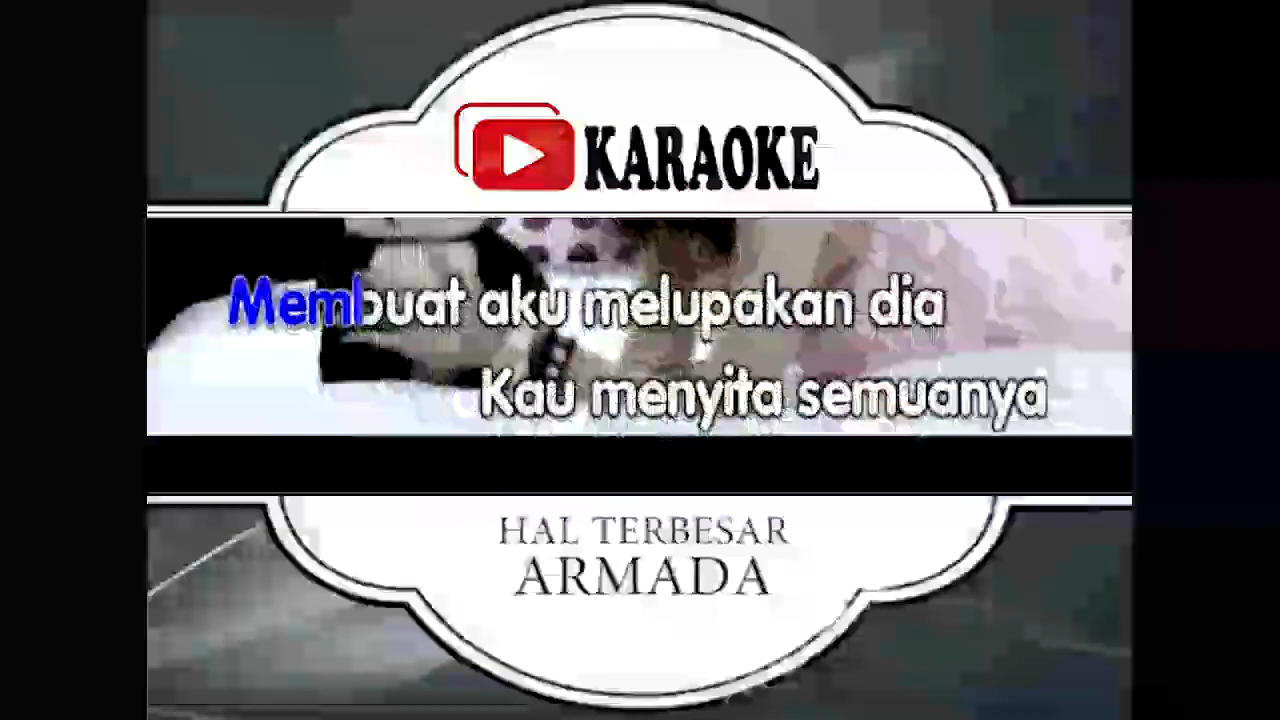 KARAOKE
Membuat aku melupakan dia
Kau menyita semuanya
HAL TERBESAR
ARMADA